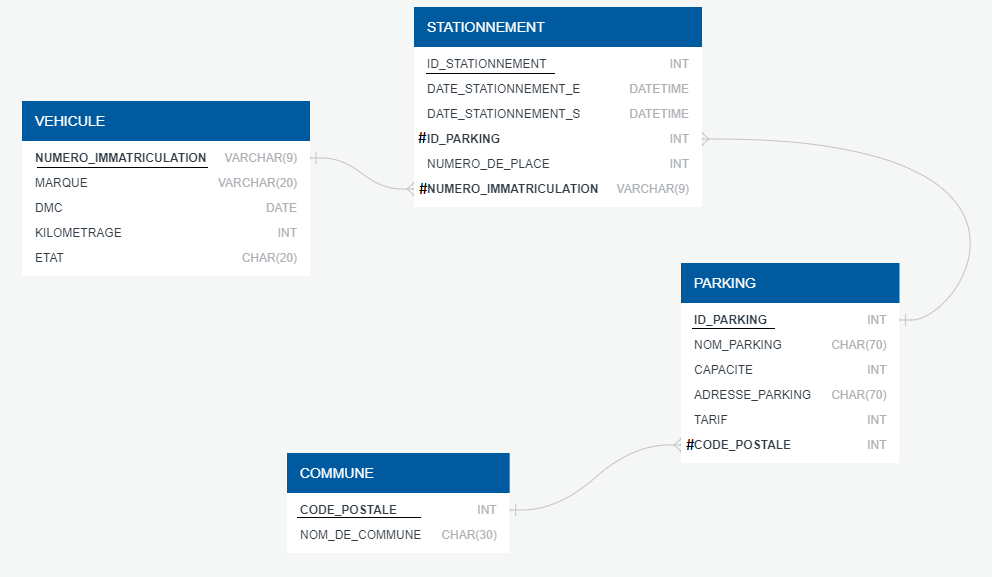 STATIONNEMENT
ID_STATIONNEMENT INT
DATE_STATIONNEMENT_E DATETIME
DATE_STATIONNEMENT_S DATETIME
#ID_PARKING INT
NUMERO_DE_PLACE INT
#NUMERO_IMMATRICULATION VARCHAR(9)
VEHICULE
NUMERO_IMMATRICULATION VARCHAR(9)
MARQUE VARCHAR(20)
DMC DATE
KILOMETRAGE INT
ETAT CHAR(20)
PARKING
ID_PARKING INT
NOM_PARKING CHAR(70)
CAPACITE INT
ADRESSE_PARKING CHAR(70)
TARIF INT
#CODE_POSTALE INT
COMMUNE
CODE_POSTALE INT
NOM_DE_COMMUNE CHAR(30)